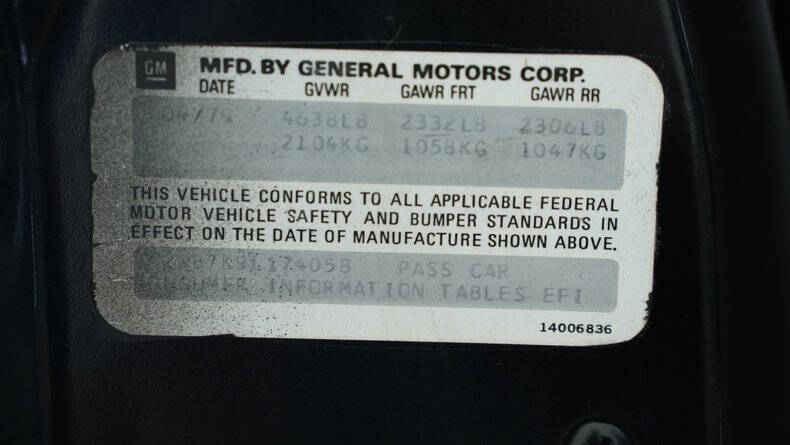 GM MFD. BY GENERAL MOTORS CORP.
DATE GVWR GAWR FRT GAWR RR
04/79 4638LB 2332LB 2306LB
2104KG 1058KG 1047KG
THIS VEHICLE CONFORMS TO ALL APPLICABLE FEDERAL
MOTOR VEHICLE SAFETY AND BUMPER STANDARDS IN
EFFECT ON THE DATE OF MANUFACTURE SHOWN ABOVE.
PASS CAR
INFORMATION TABLES EFI
14006836